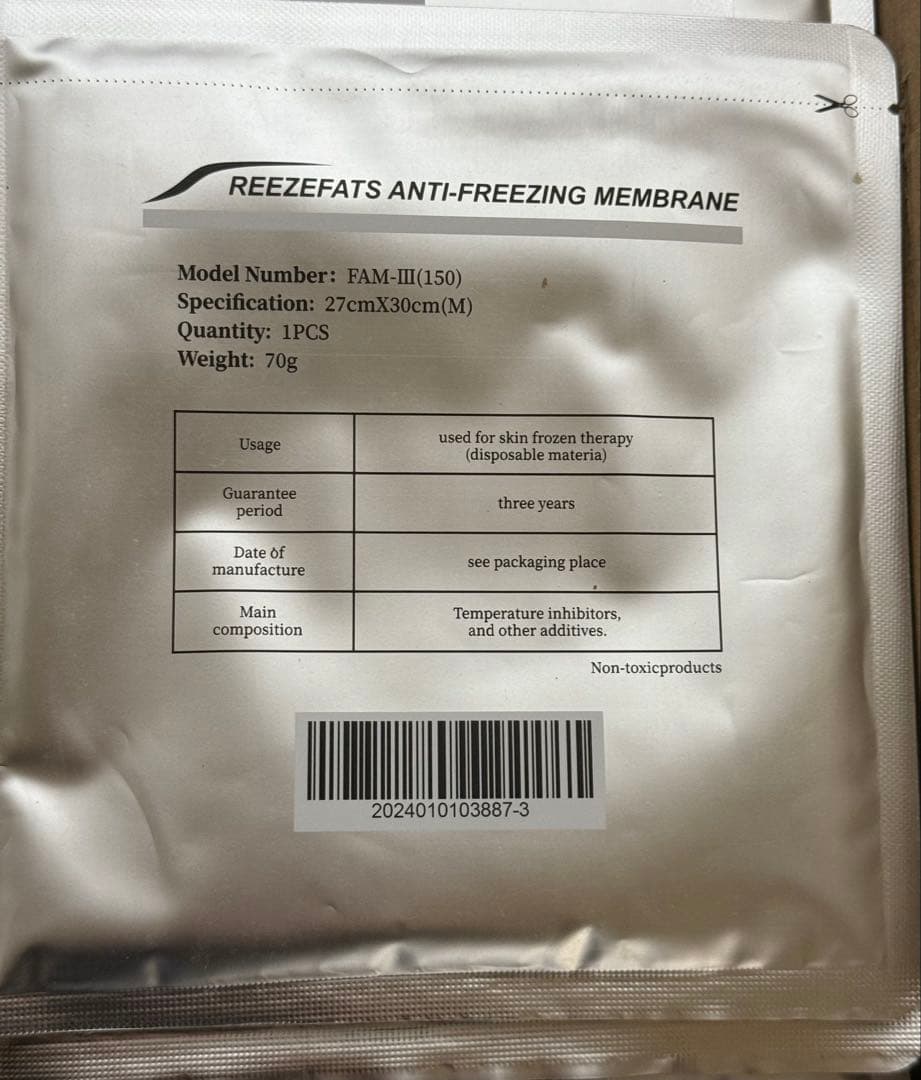 REEZEFATS ANTI-FREEZING MEMBRANE
Model Number: FAM-III(150)
Specification: 27cmX30cm(M)
Quantity: 1PCS
Weight: 70g
Usage
used for skin frozen therapy
(disposable materia)
Guarantee
period
three years
Date of
manufacture
see packaging place
Main
composition
Temperature inhibitors,
and other additives.
Non-toxicproducts
2024010103887-3